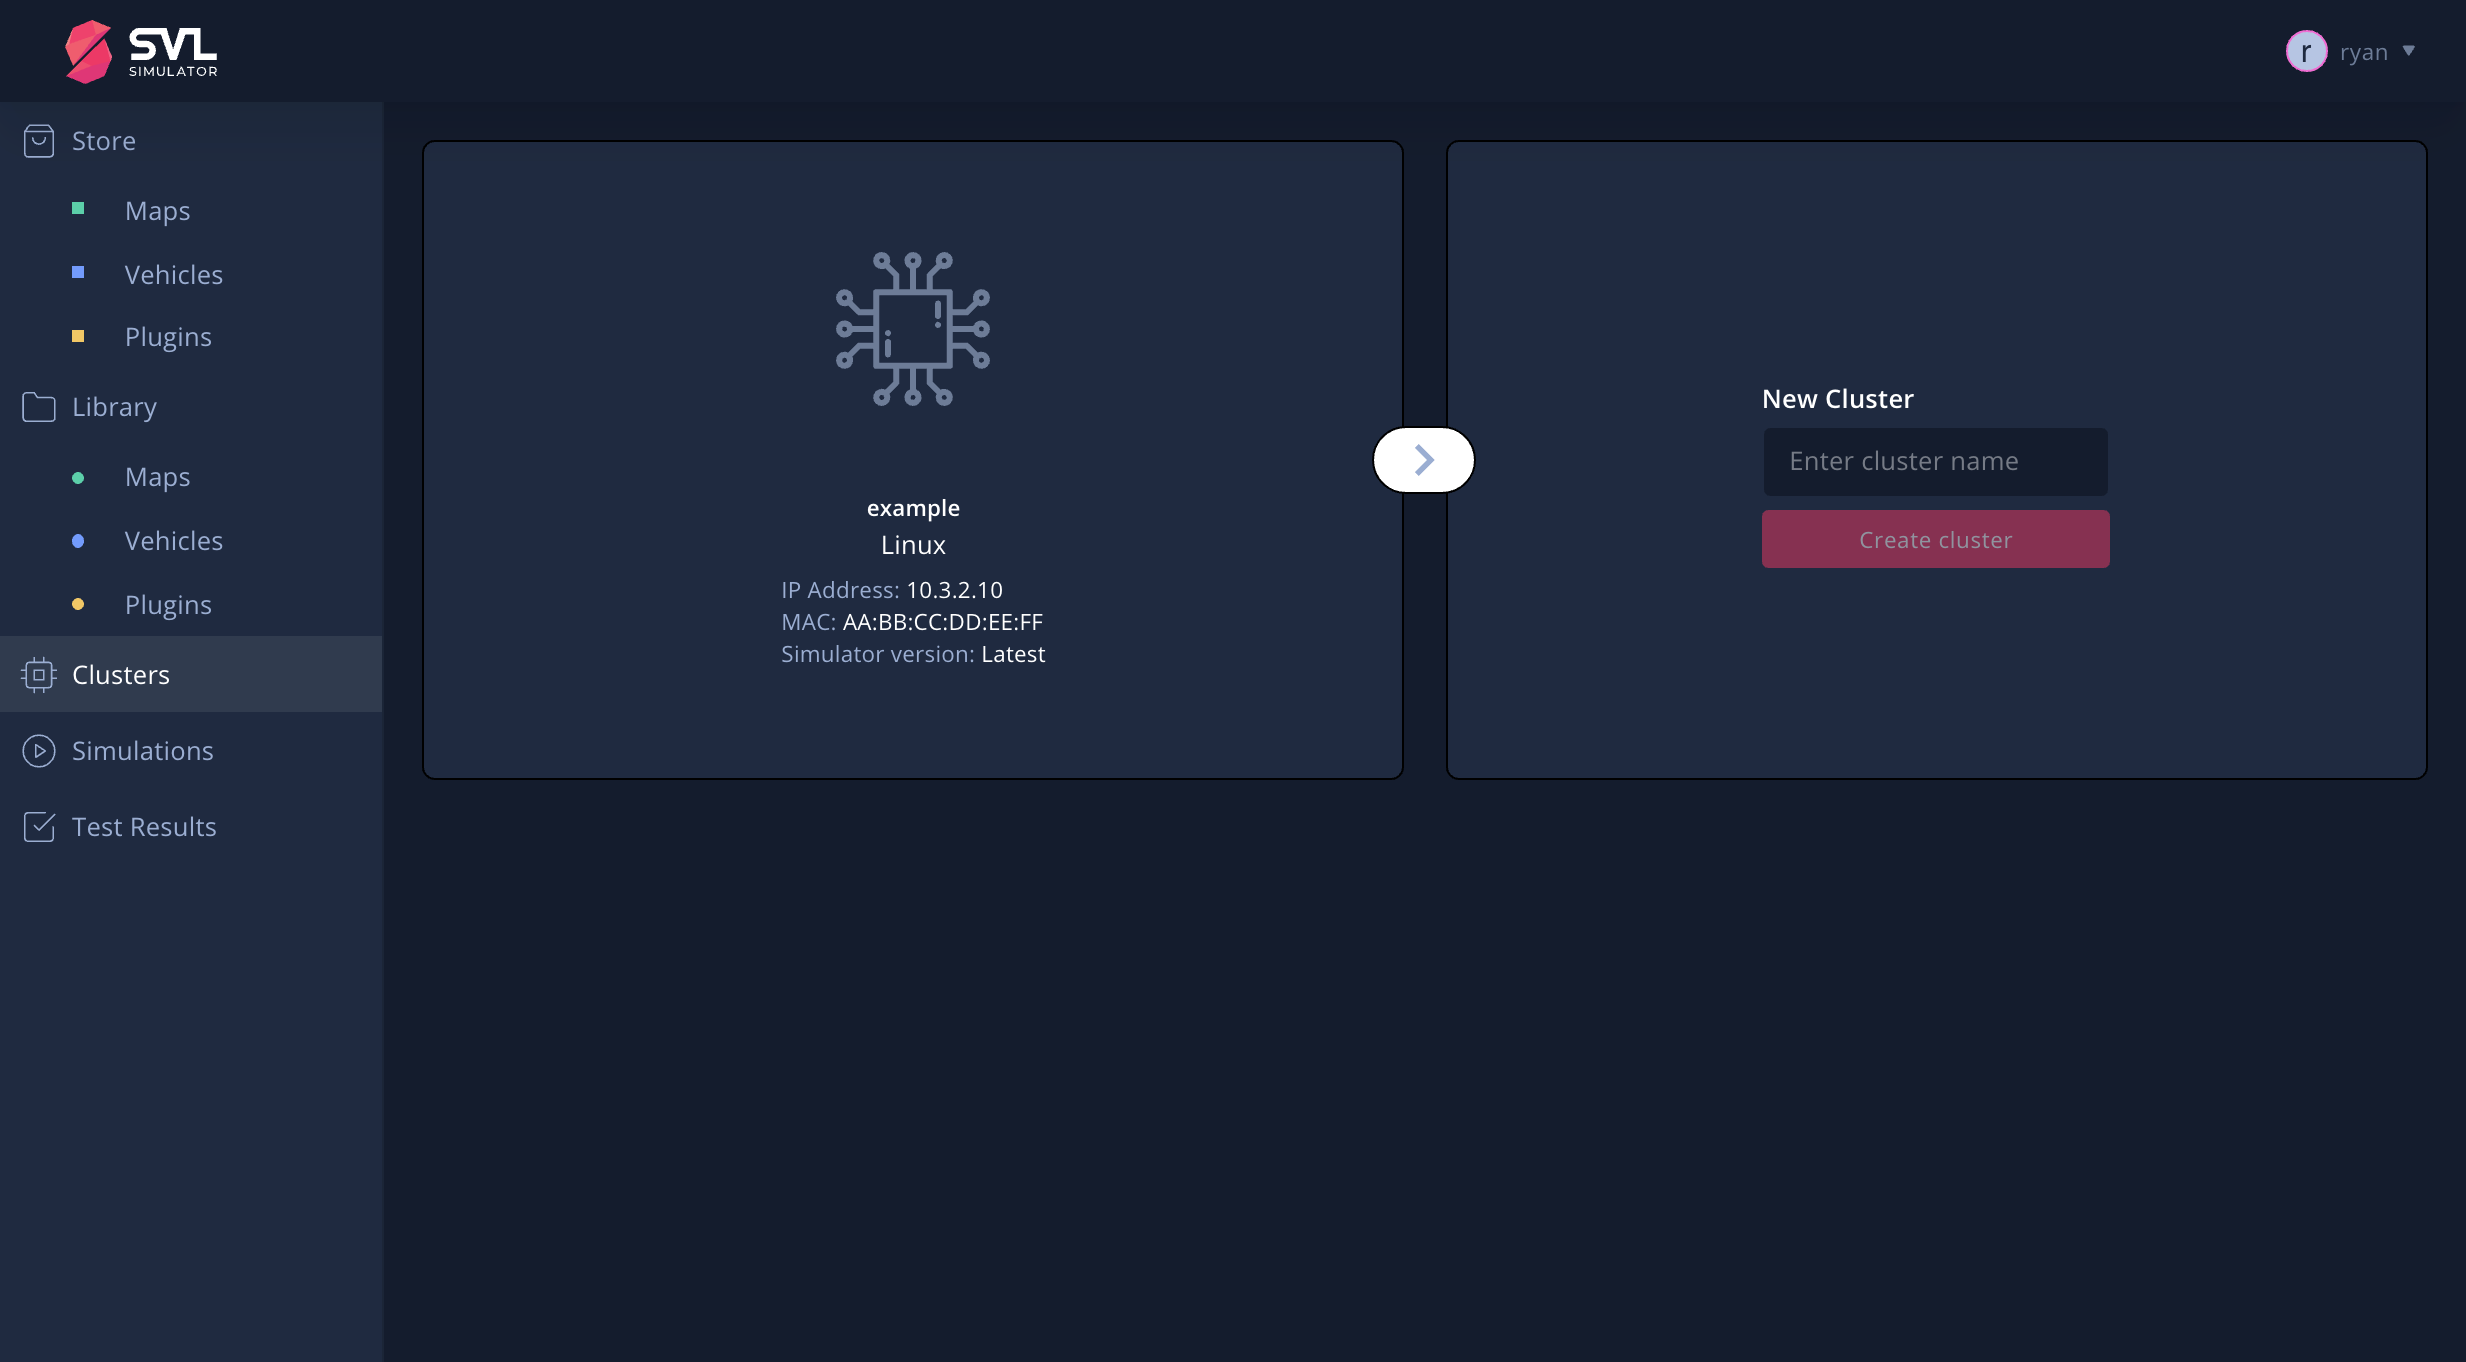 SVL
SIMULATOR
r ryan
Store
Maps
Vehicles
Plugins
Library
Maps
Vehicles
Plugins
Clusters
Simulations
Test Results
example
Linux
IP Address: 10.3.2.10
MAC: AA:BB:CC:DD:EE:FF
Simulator version: Latest
New Cluster
Enter cluster name
Create cluster